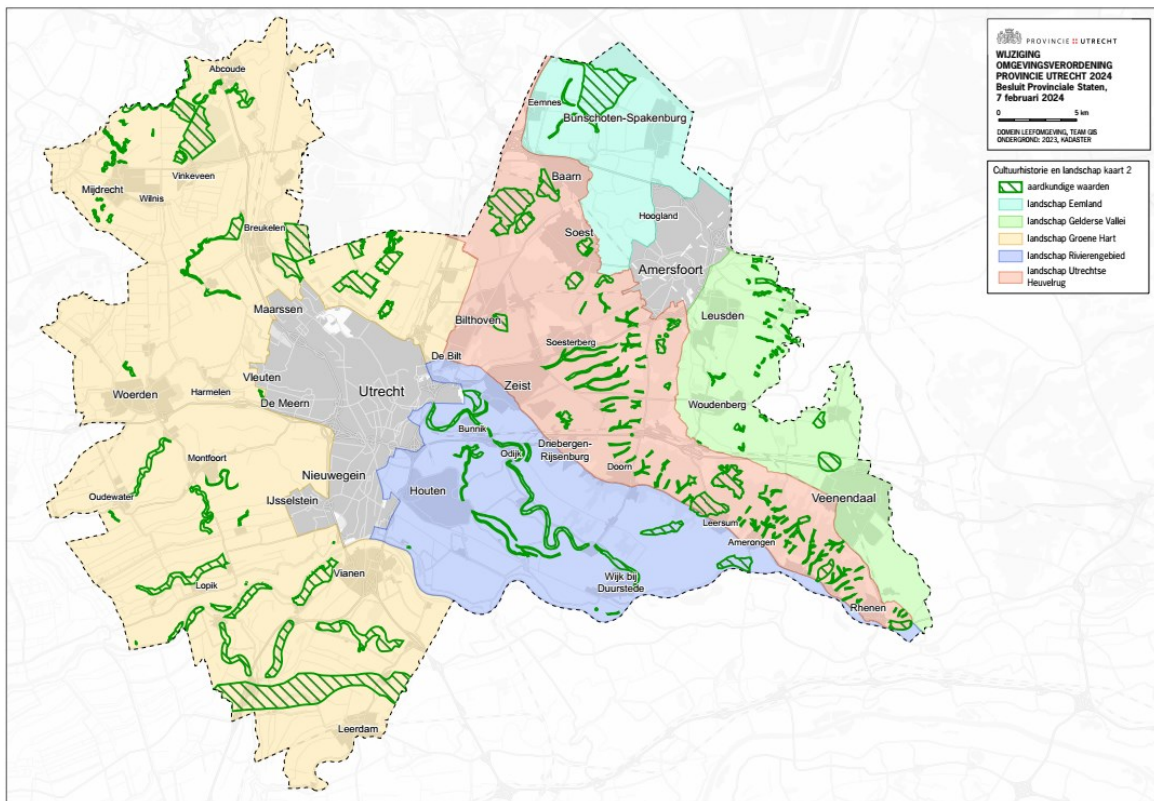 PROVINCIE UTRECHT
WIJZIGING
OMGEVINGSVERORDENING
PROVINCIE UTRECHT 2024
Besluit Provinciale Staten,
7 februari 2024
0 5 km
DOMEIN LEEFOMGEVING, TEAM GIS
ONDERGROND: 2023, KADASTER
Cultuurhistorie en landschap kaart 2
aardkundige waarden
landschap Eemland
landschap Gelderse Vallei
landschap Groene Hart
landschap Rivierengebied
landschap Utrechtse
Heuvelrug
Abcoude
Eemnes
Bunschoten-Spakenburg
Vinkeveen
Mijdrecht
Wilnis
Baarn
Hoogland
Breukelen
Soest
Amersfoort
Maarssen
Leusden
Bilthoven
Soesterberg
De Bilt
Vleuten
Utrecht
Zeist
Woerden
Harmelen
De Meern
Woudenberg
Bunnik
Driebergen-
Rijsenburg
Odijk
Montfoort
Doorn
Nieuwegein
Houten
Oudewater
IJsselstein
Veenendaal
Leersum
Amerongen
Vianen
Lopik
Wijk bij
Duurstede
Rhenen
Leerdam